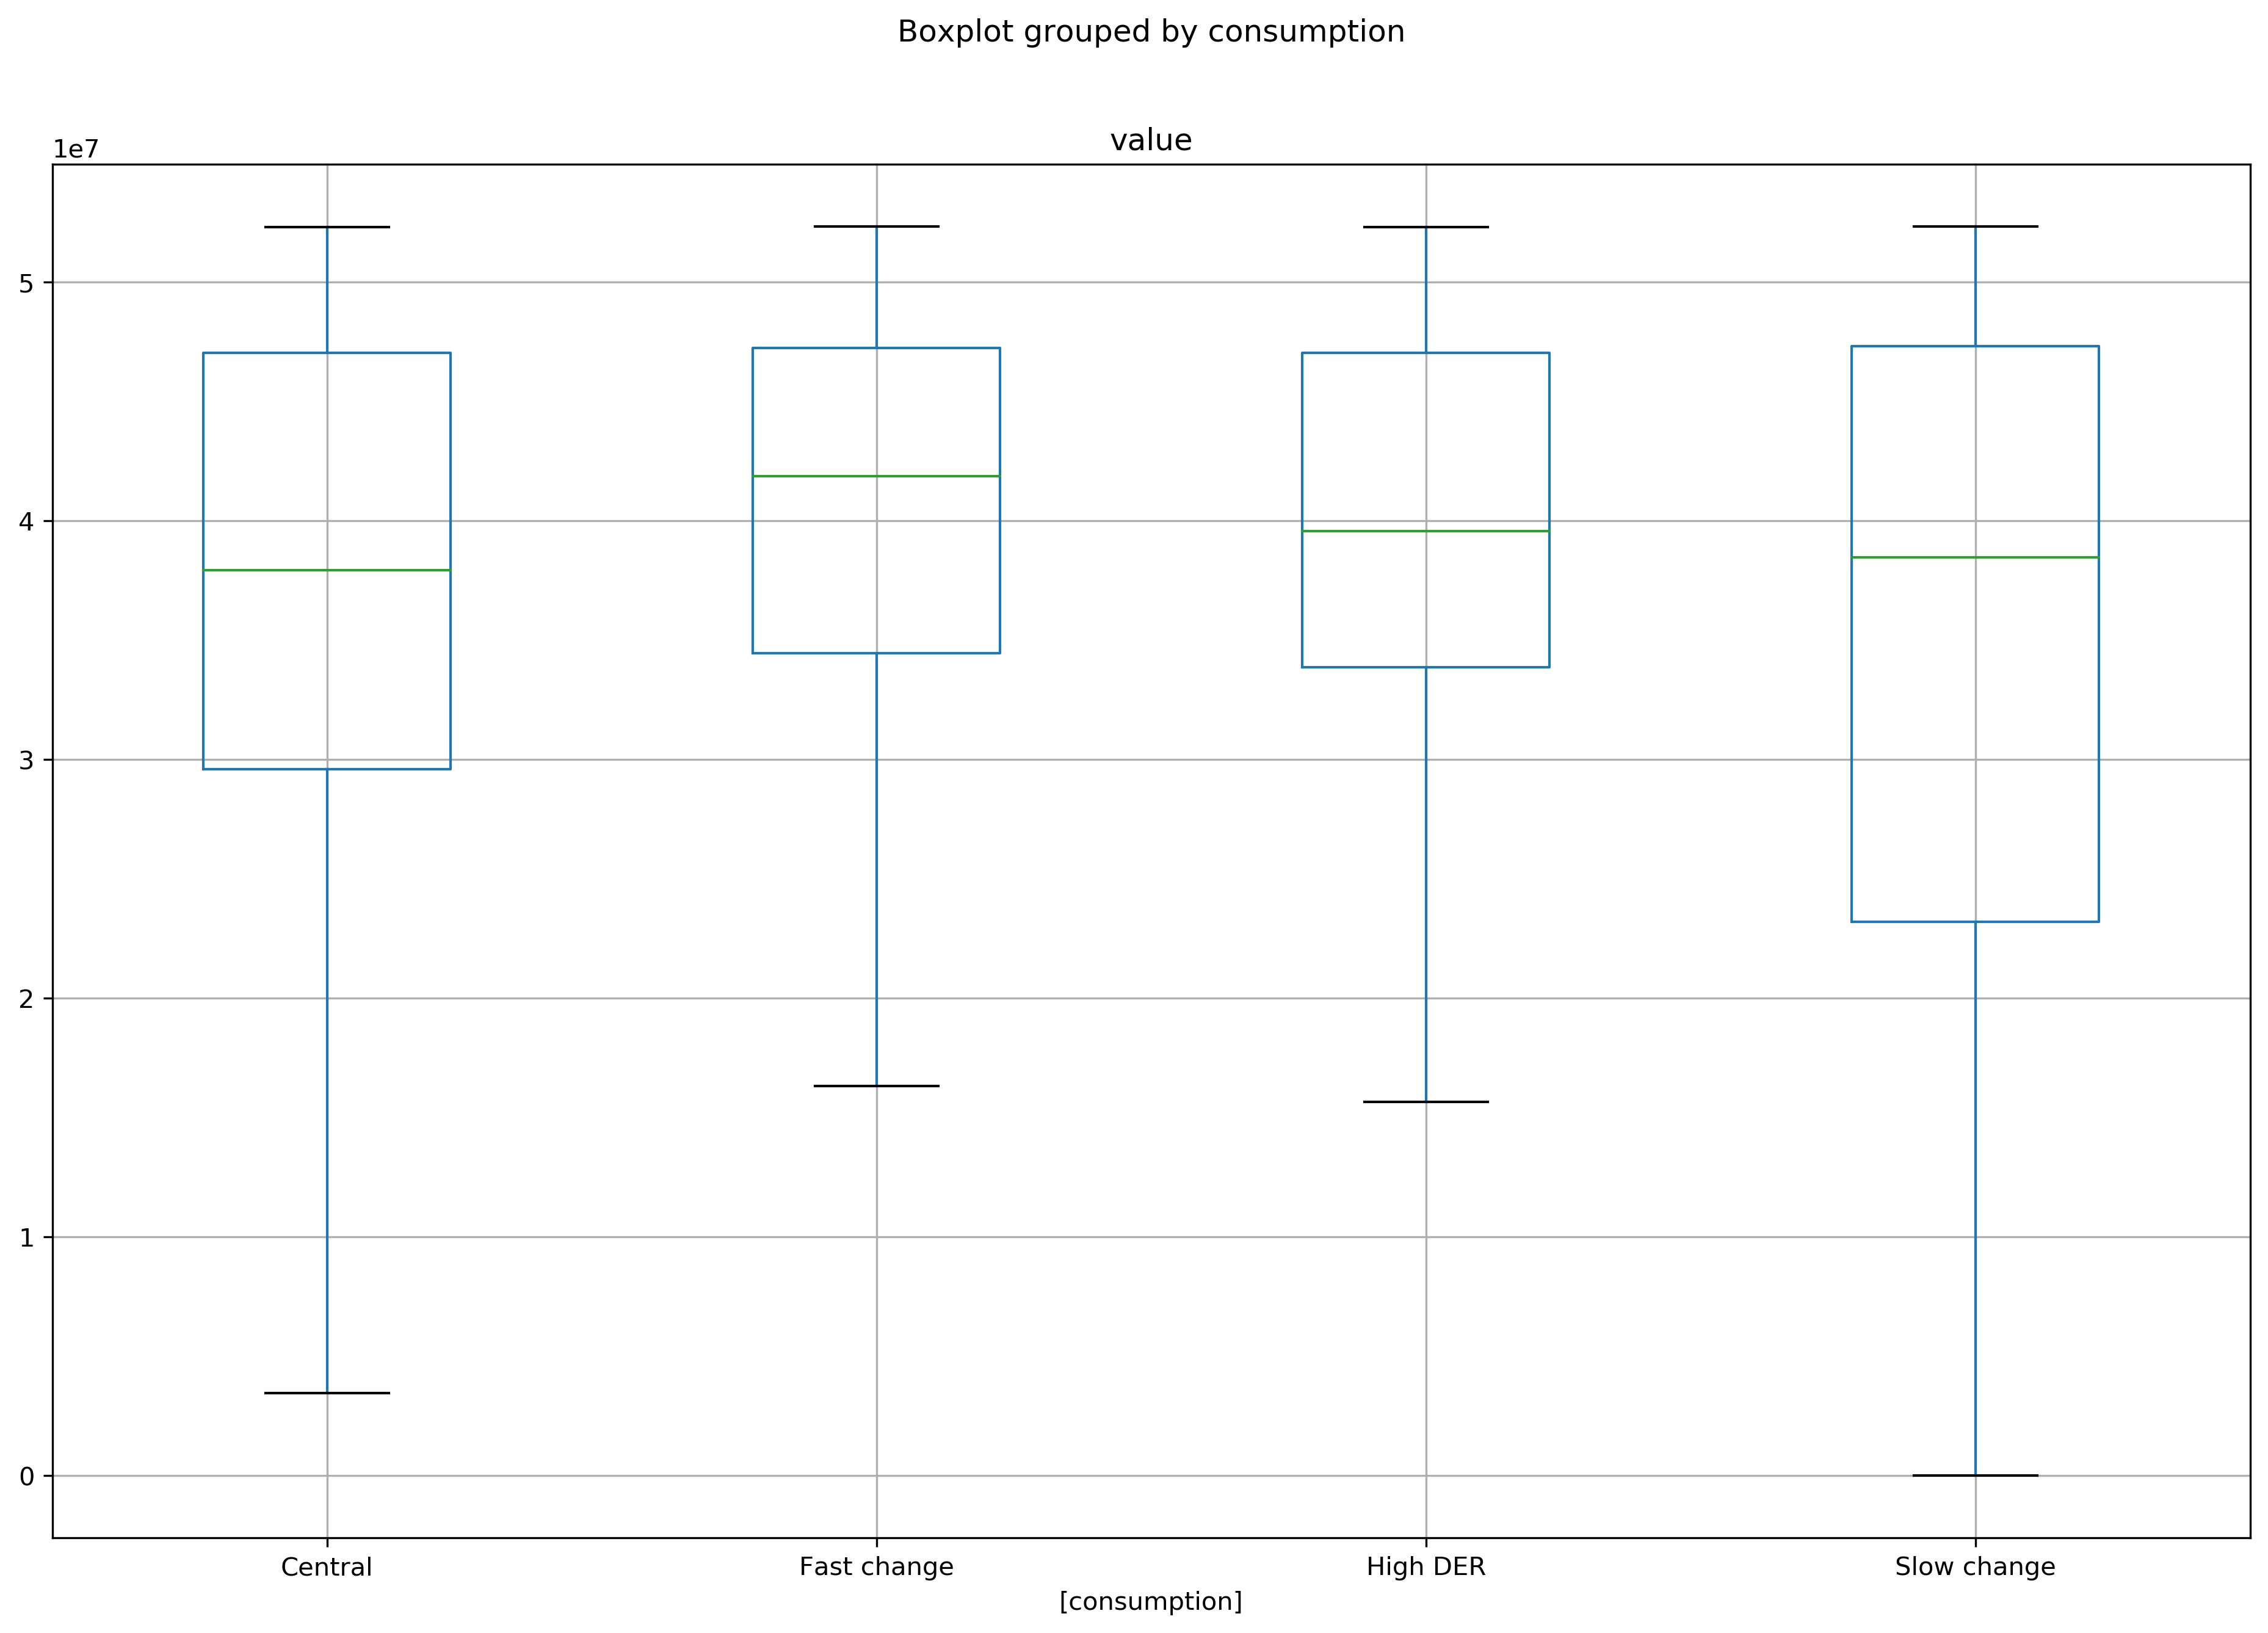 Boxplot grouped by consumption
value
1e7
5
4
3
2
1
0
Central Fast change High DER Slow change
[consumption]